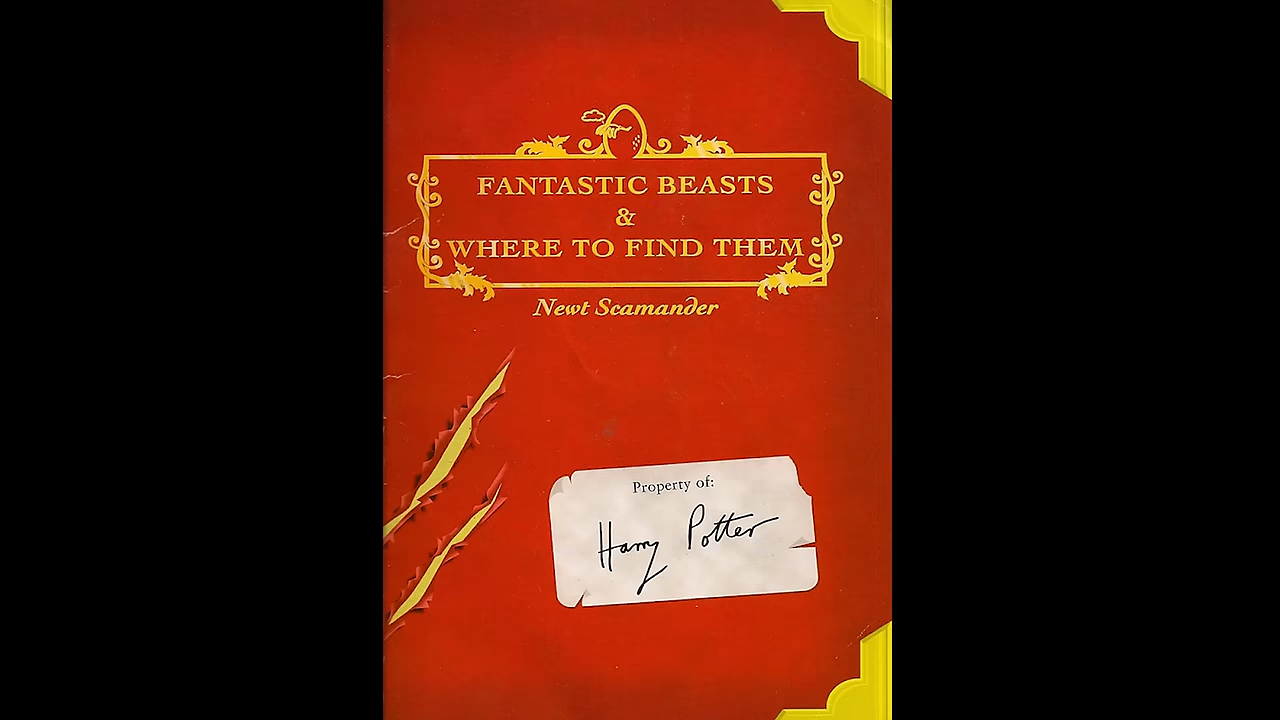 FANTASTIC BEASTS
&
WHERE TO FIND THEM
Newt Scamander
Property of:
Harry Potter